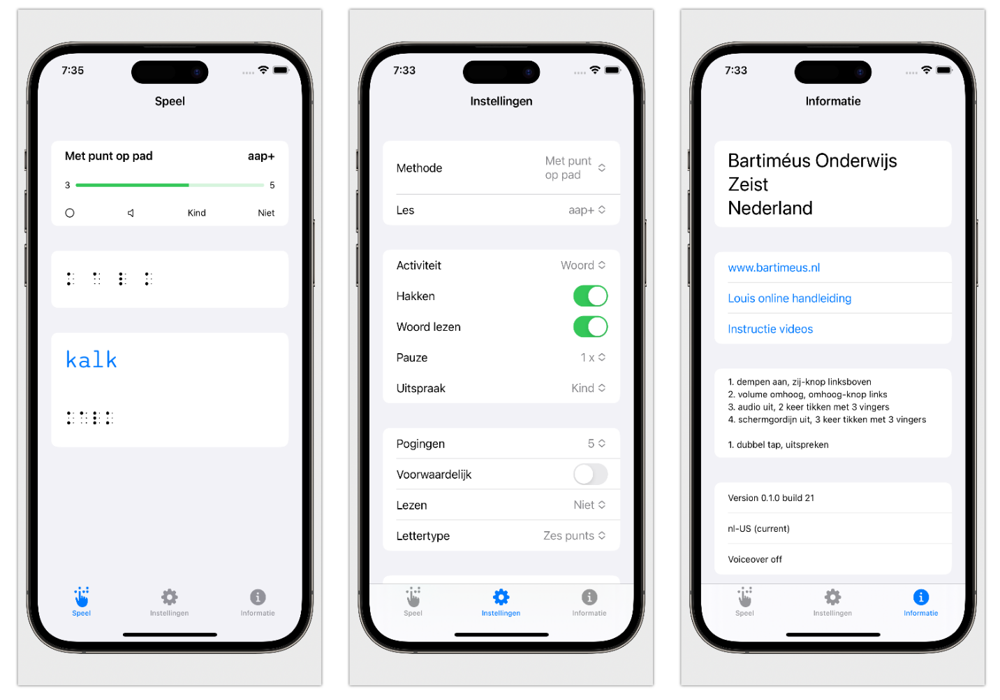 7:35
Speel
Met punt op pad aap+
3 5
Kind Niet
⠅ ⠁ ⠇ ⠅
kalk
⠅⠁⠇⠅
Speel Instellingen Informatie
7:33
Instellingen
Methode Met punt
op pad
Les aap+
Activiteit Woord
Hakken
Woord lezen
Pauze 1 x
Uitspraak Kind
Pogingen 5
Voorwaardelijk
Lezen Niet
Lettertype Zes punts
Speel Instellingen Informatie
7:33
Informatie
Bartiméus Onderwijs
Zeist
Nederland
www.bartimeus.nl
Louis online handleiding
Instructie videos
1. dempen aan, zij-knop linksboven
2. volume omhoog, omhoog-knop links
3. audio uit, 2 keer tikken met 3 vingers
4. schermgordijn uit, 3 keer tikken met 3 vingers
1. dubbel tap, uitspreken
Version 0.1.0 build 21
nl-US (current)
Voiceover off
Speel Instellingen Informatie